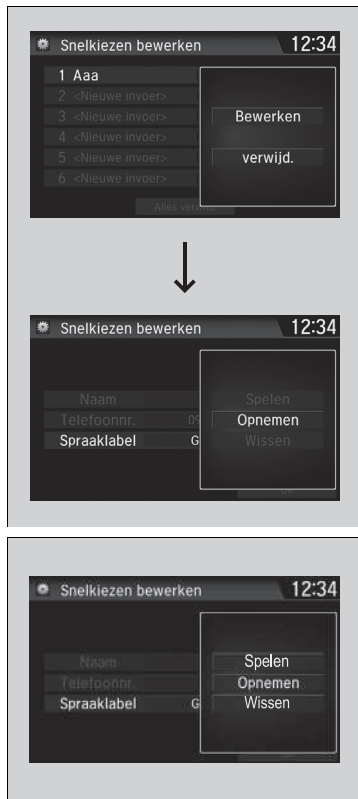 Snelkiezen bewerken 12:34
1 Aaa
2 <Nieuwe invoer>
3 <Nieuwe invoer>
4 <Nieuwe invoer>
5 <Nieuwe invoer>
6 <Nieuwe invoer>
Bewerken
verwijd.
Alles
Snelkiezen bewerken 12:34
Naam
Telefoonnr. 09
Spraaklabel G
Spelen
Opnemen
Wissen
Snelkiezen bewerken 12:34
Naam
Telefoonnr.
Spraaklabel G
Spelen
Opnemen
Wissen